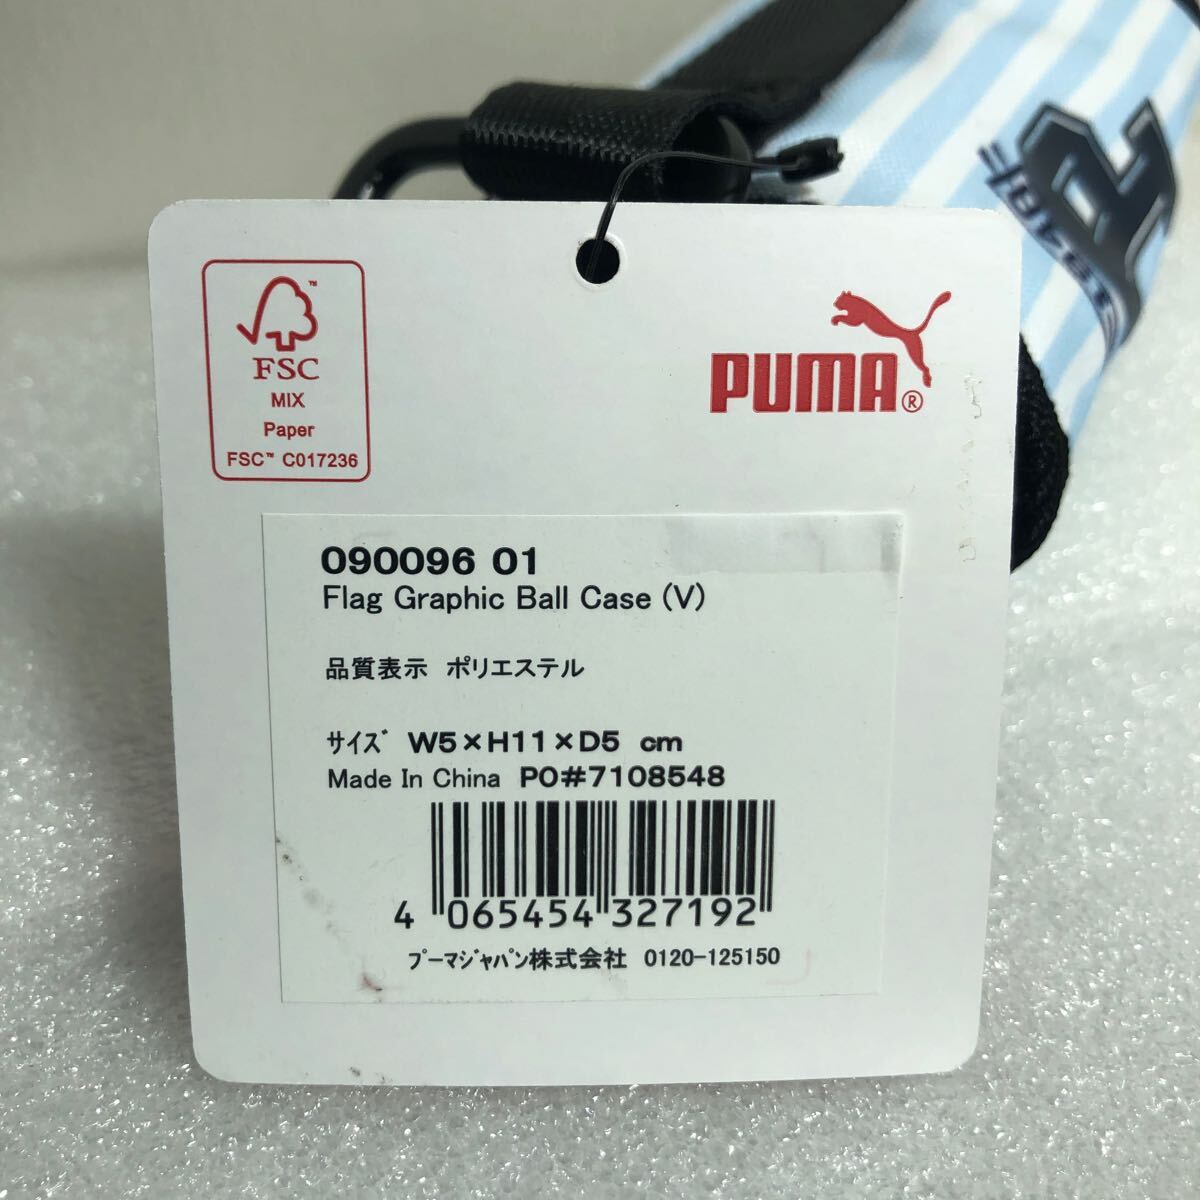 FSC
MIX
Paper
FSC™ C017236
PUMA®
090096 01
Flag Graphic Ball Case (V)
品質表示 ポリエステル
サイズ W5×H11×D5 cm
Made In China PO#7108548
4 065454 327192
プーマジャパン株式会社 0120-125150